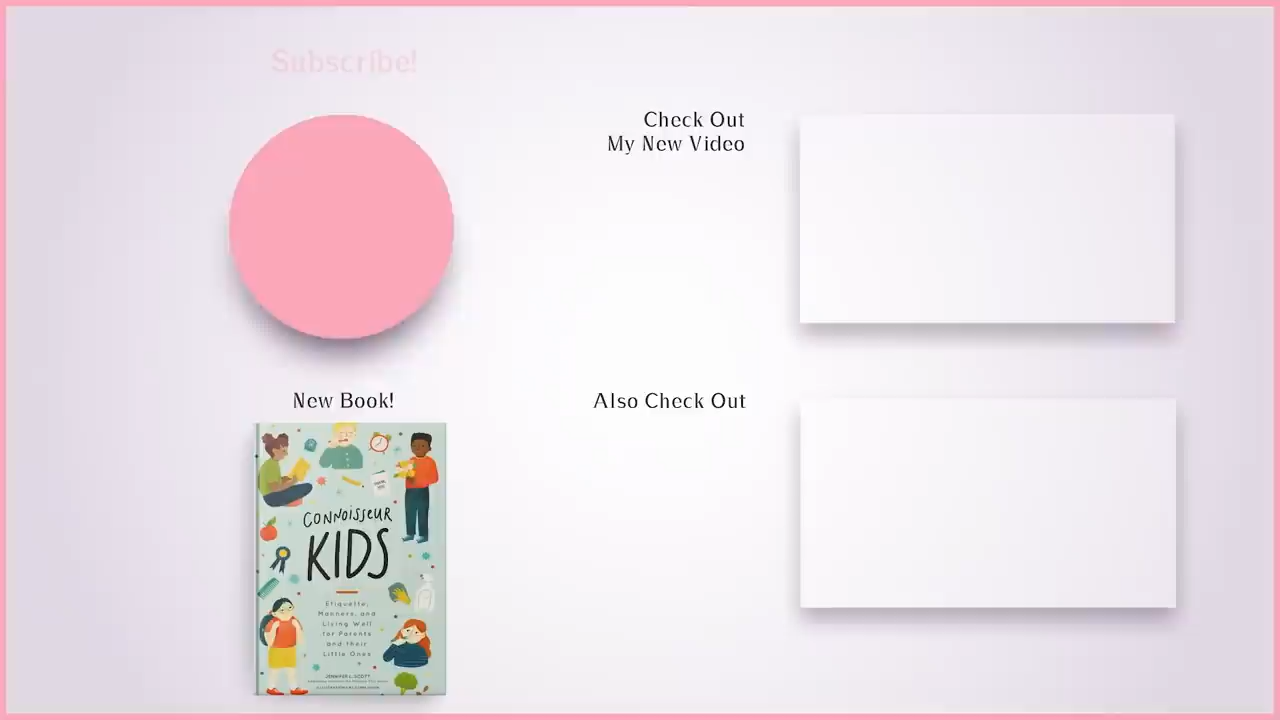 Subscribe!
Check Out
My New Video
New Book!
Also Check Out
CONNOISSEUR
KIDS
Etiquette,
Manners, and
Living Well
for Parents
and their
Little Ones
JENNIFER L. SCOTT